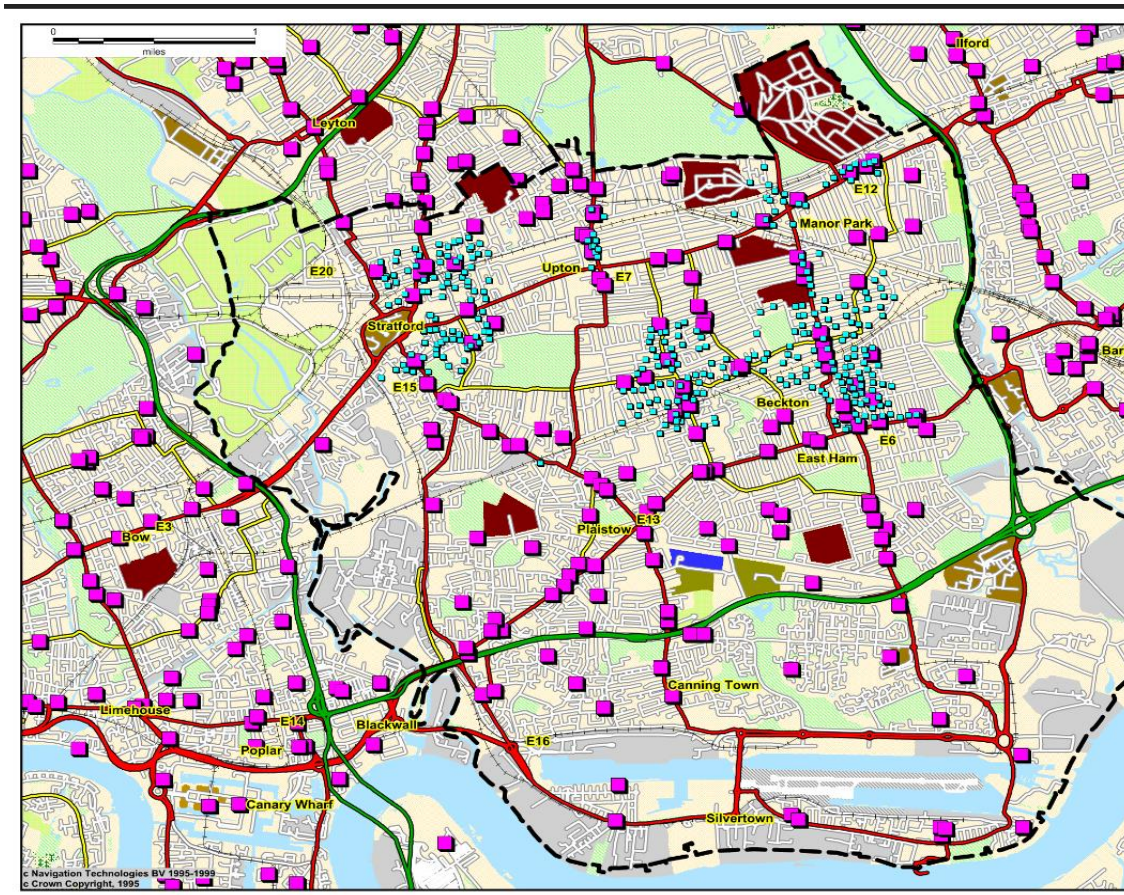 0 1
miles
Ilford
Leyton
E12
Manor Park
E20
Upton
E7
Stratford
Bar
E15
Beckton
E6
East Ham
E3
Bow
Plaistow
E13
Canning Town
Limehouse
E14
Blackwall
Poplar
E16
Canary Wharf
Silvertown
c Navigation Technologies BV 1995-1999
c Crown Copyright, 1995